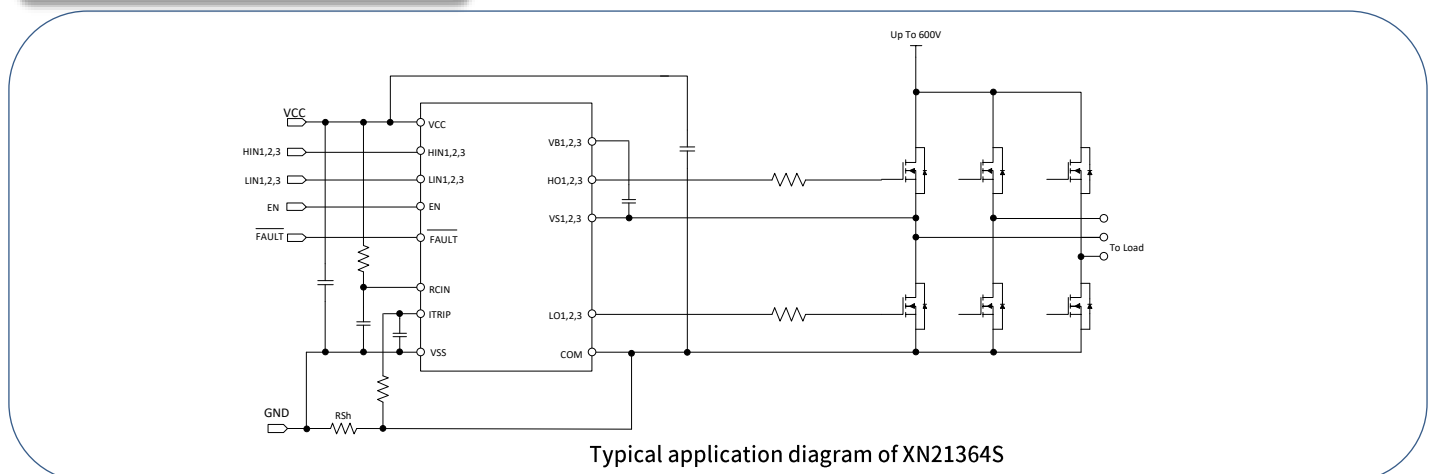 Up To 600V
VCC
VCC
VB1,2,3
HIN1,2,3
HIN1,2,3
LIN1,2,3
LIN1,2,3
HO1,2,3
EN
EN
VS1,2,3
FAULT
FAULT
To Load
RCIN
ITRIP
LO1,2,3
VSS
COM
GND
RSh
Typical application diagram of XN21364S